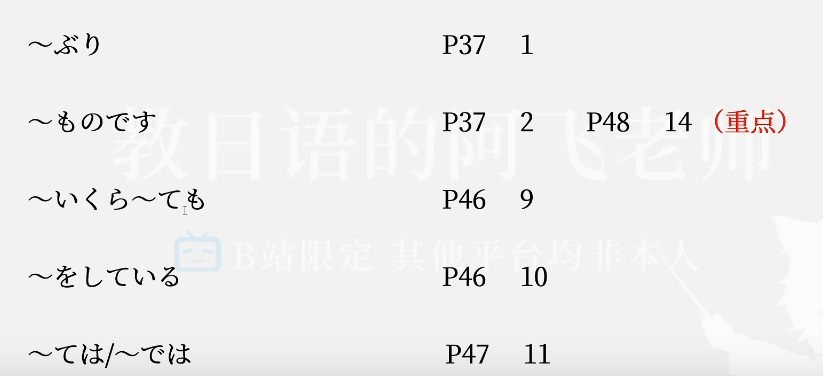 ～ぶり P37 1
～ものです P37 2 P48 14 （重点）
教日语的阿飞老师
～いくら～ても P46 9
B站限定 其他平台均非本人
～をしている P46 10
～ては/～では P47 11